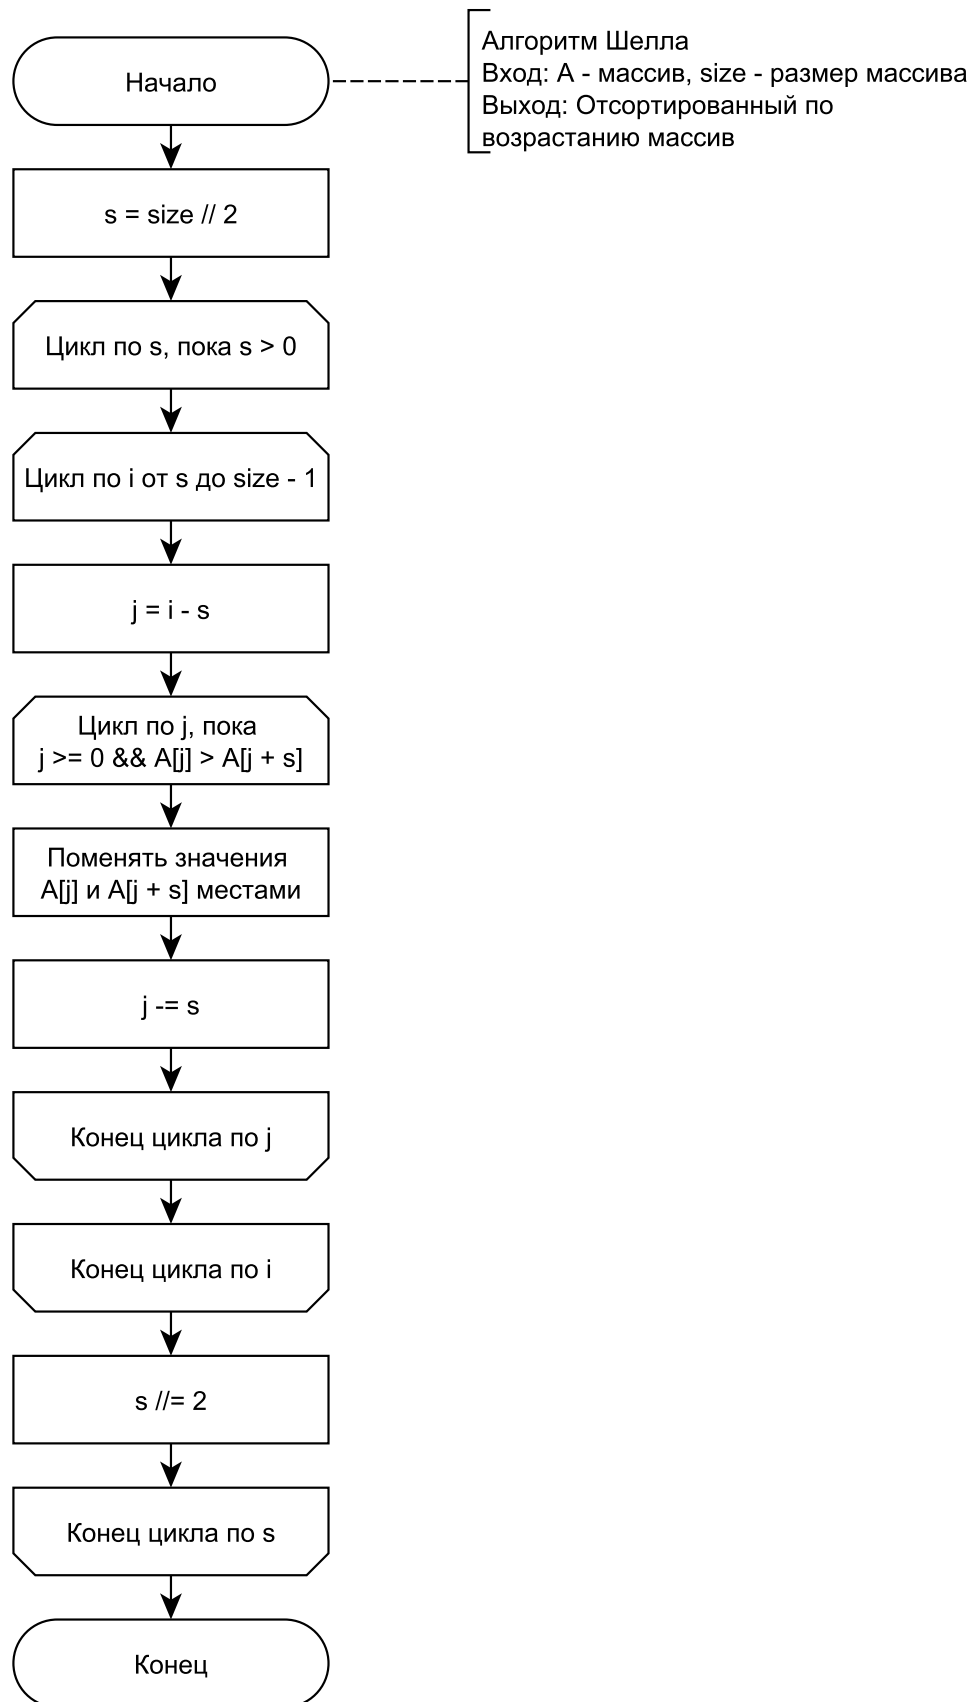 Начало
Алгоритм Шелла
Вход: А - массив, size - размер массива
Выход: Отсортированный по
возрастанию массив
s = size // 2
Цикл по s, пока s > 0
Цикл по i от s до size - 1
j = i - s
Цикл по j, пока
j >= 0 && A[j] > A[j + s]
Поменять значения
A[j] и A[j + s] местами
j -= s
Конец цикла по j
Конец цикла по i
s //= 2
Конец цикла по s
Конец